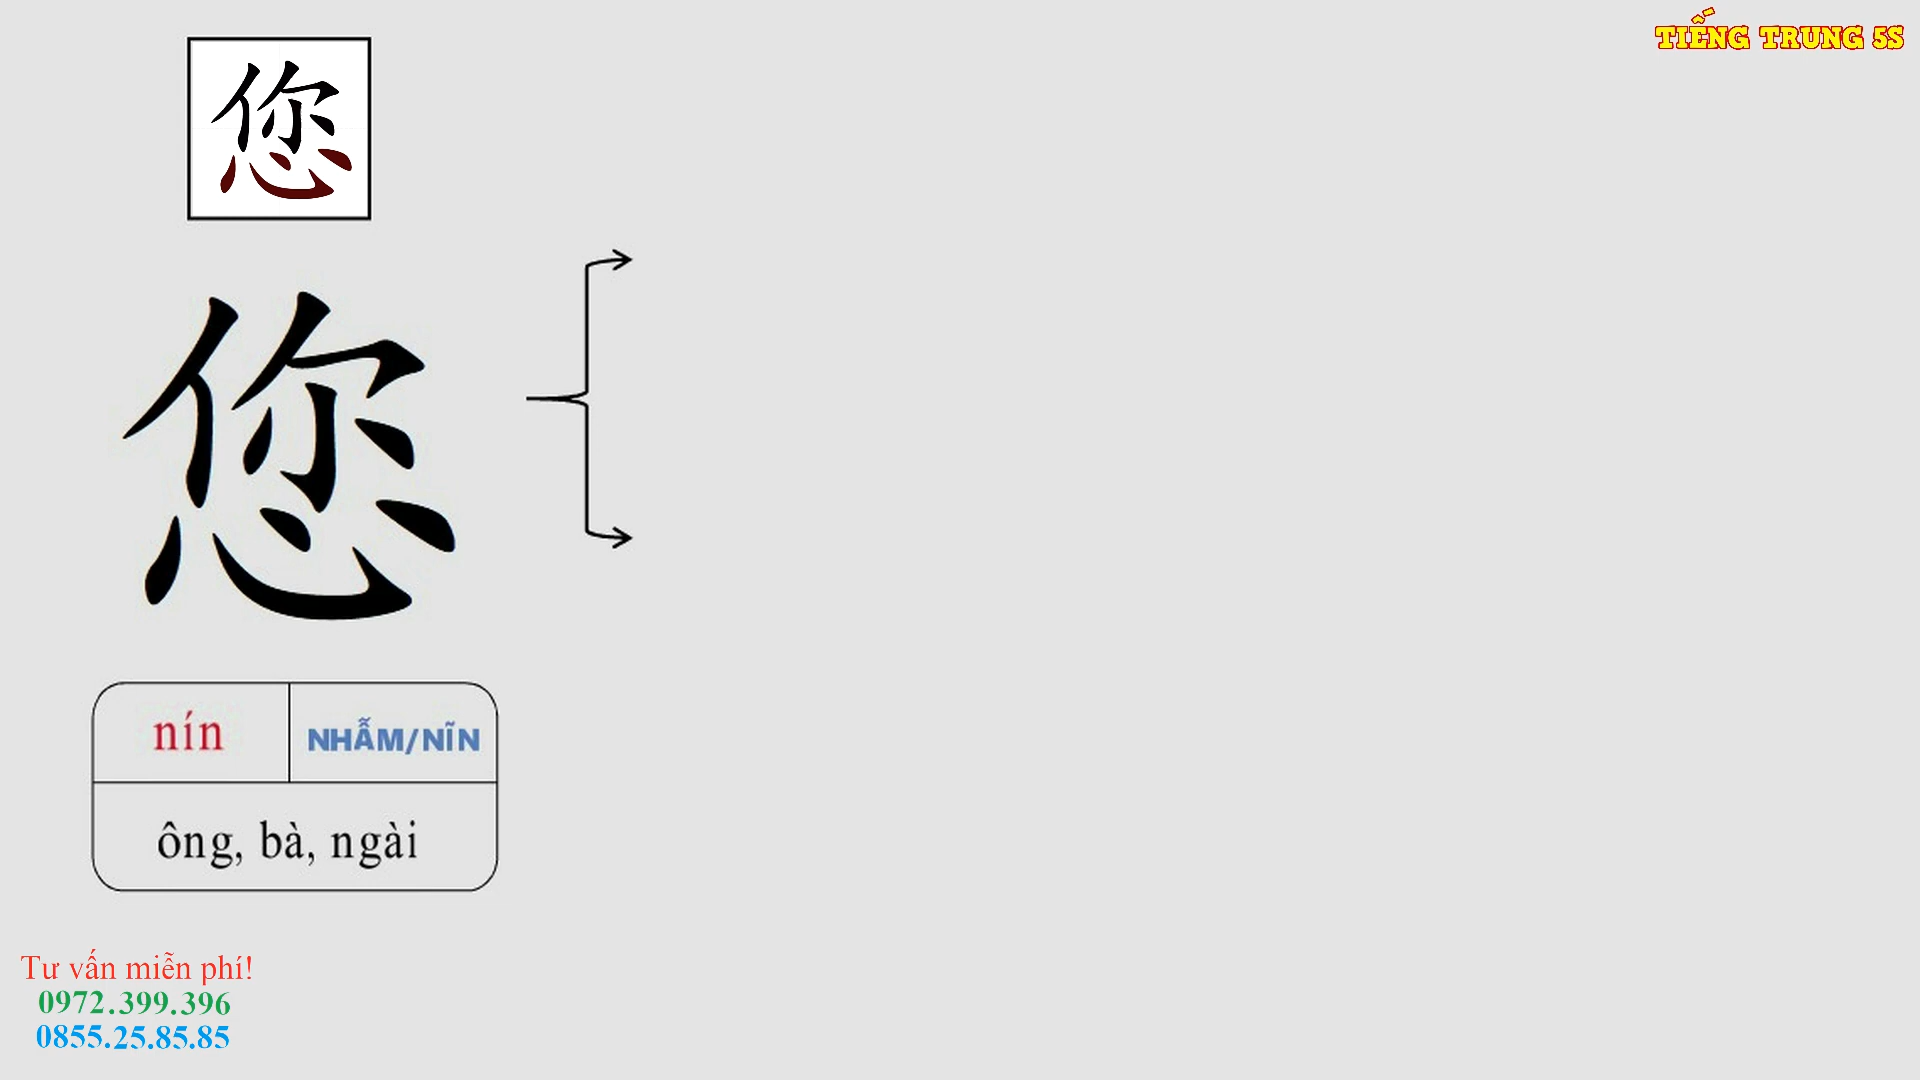 TIẾNG TRUNG 5S
您
您
nín
NHẪM/NĨN
ông, bà, ngài
Tư vấn miễn phí!
0972.399.396
0855.25.85.85